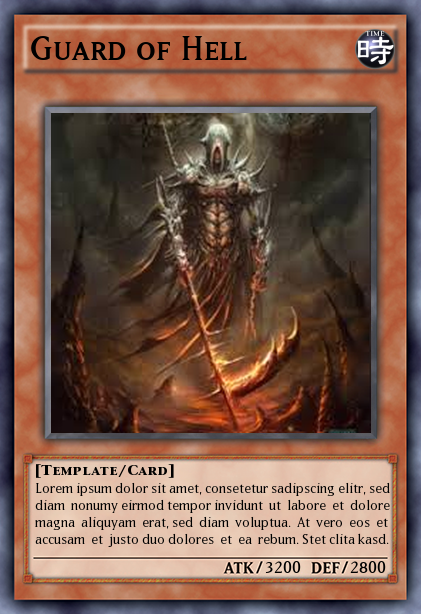 Guard of Hell
TIME
時
[Template/Card]
Lorem ipsum dolor sit amet, consetetur sadipscing elitr, sed
diam nonumy eirmod tempor invidunt ut labore et dolore
magna aliquyam erat, sed diam voluptua. At vero eos et
accusam et justo duo dolores et ea rebum. Stet clita kasd.
ATK/3200 DEF/2800